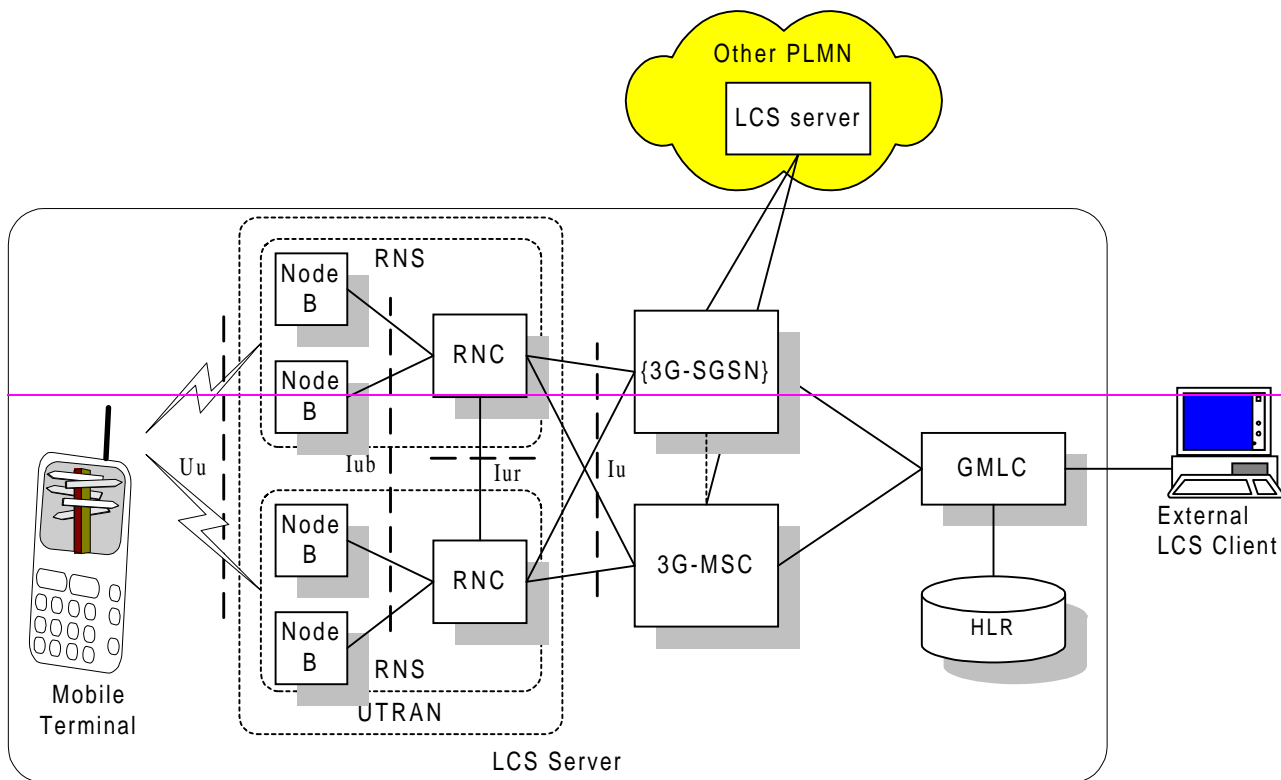 Other PLMN
LCS server
RNS
Node
B
RNC
{3G-SGSN}
Node
B
Uu
Iub
Iur
Iu
GMLC
External
LCS Client
Node
B
RNC
3G-MSC
Node
B
HLR
RNS
Mobile
Terminal
UTRAN
LCS Server